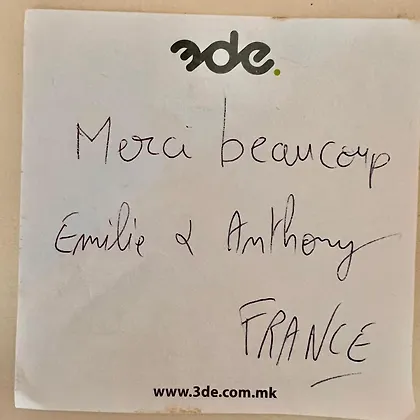 3de.
Merci beaucoup
Emilie & Anthony
FRANCE
www.3de.com.mk